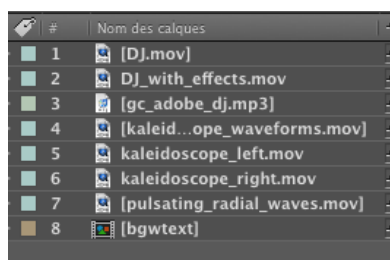 # Nom des calques
1 [DJ.mov]
2 DJ_with_effects.mov
3 [gc_adobe_dj.mp3]
4 [kaleid...ope_waveforms.mov]
5 kaleidoscope_left.mov
6 kaleidoscope_right.mov
7 [pulsating_radial_waves.mov]
8 [bgwtext]